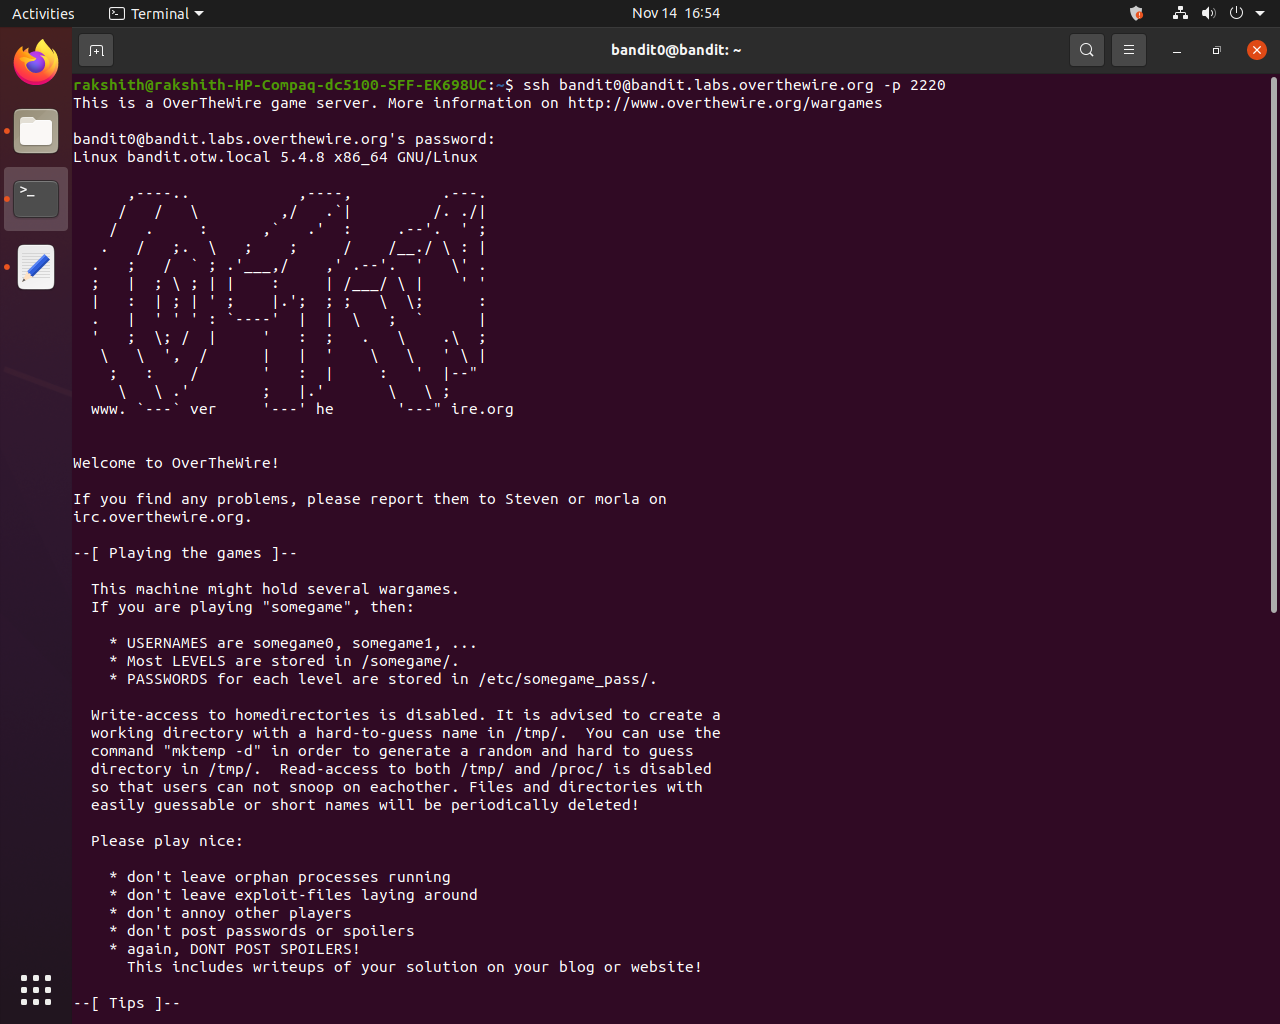 Activities Terminal Nov 14 16:54
bandit0@bandit: ~
rakshith@rakshith-HP-Compaq-dc5100-SFF-EK698UC:~$ ssh bandit0@bandit.labs.overthewire.org -p 2220
This is a OverTheWire game server. More information on http://www.overthewire.org/wargames
bandit0@bandit.labs.overthewire.org's password:
Linux bandit.otw.local 5.4.8 x86_64 GNU/Linux
www. ver he ire.org
Welcome to OverTheWire!
If you find any problems, please report them to Steven or morla on
irc.overthewire.org.
--[ Playing the games ]--
This machine might hold several wargames.
If you are playing "somegame", then:
* USERNAMES are somegame0, somegame1, ...
* Most LEVELS are stored in /somegame/.
* PASSWORDS for each level are stored in /etc/somegame_pass/.
Write-access to homedirectories is disabled. It is advised to create a
working directory with a hard-to-guess name in /tmp/.  You can use the
command "mktemp -d" in order to generate a random and hard to guess
directory in /tmp/.  Read-access to both /tmp/ and /proc/ is disabled
so that users can not snoop on eachother. Files and directories with
easily guessable or short names will be periodically deleted!
Please play nice:
* don't leave orphan processes running
* don't leave exploit-files laying around
* don't annoy other players
* don't post passwords or spoilers
* again, DONT POST SPOILERS!
This includes writeups of your solution on your blog or website!
--[ Tips ]--